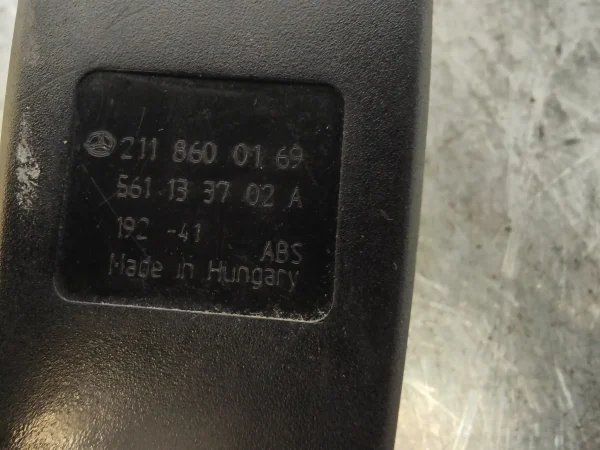 211 860 01 69
561 13 37 02 A
192 -41 ABS
Made in Hungary